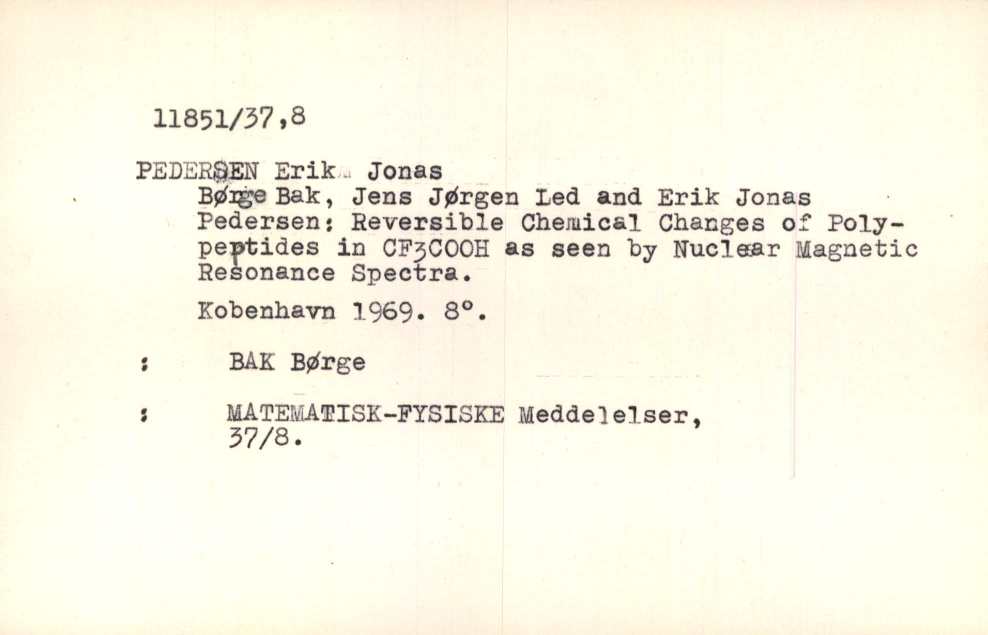 11851/37,8
PEDERSEN Erik Jonas
Børge Bak, Jens Jørgen Led and Erik Jonas
Pedersen: Reversible Chemical Changes of Poly-
peptides in CF3COOH as seen by Nuclear Magnetic
Resonance Spectra.
Kobenhavn 1969. 8°.
: BAK Børge
: MATEMATISK-FYSISKE Meddelelser,
37/8.